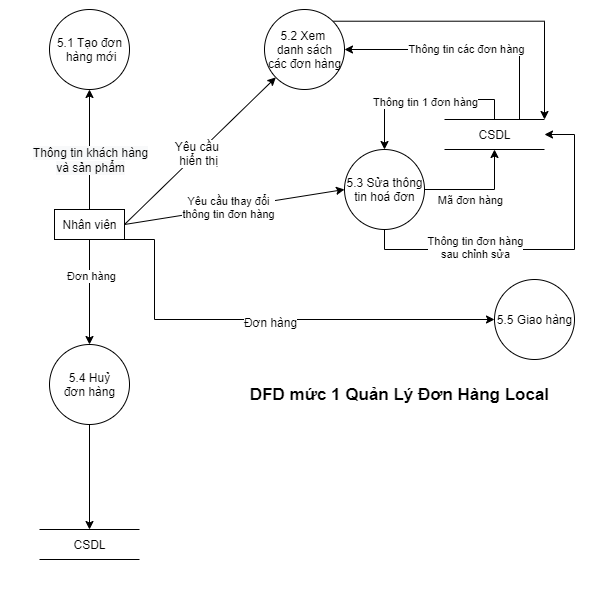 5.1 Tạo đơn
hàng mới
5.2 Xem
danh sách
các đơn hàng
Thông tin các đơn hàng
Thông tin 1 đơn hàng
CSDL
Thông tin khách hàng
và sản phẩm
Yêu cầu
hiển thị
5.3 Sửa thông
tin hoá đơn
Yêu cầu thay đổi
thông tin đơn hàng
Mã đơn hàng
Nhân viên
Thông tin đơn hàng
sau chỉnh sửa
Đơn hàng
Đơn hàng
5.5 Giao hàng
5.4 Huỷ
đơn hàng
DFD mức 1 Quản Lý Đơn Hàng Local
CSDL